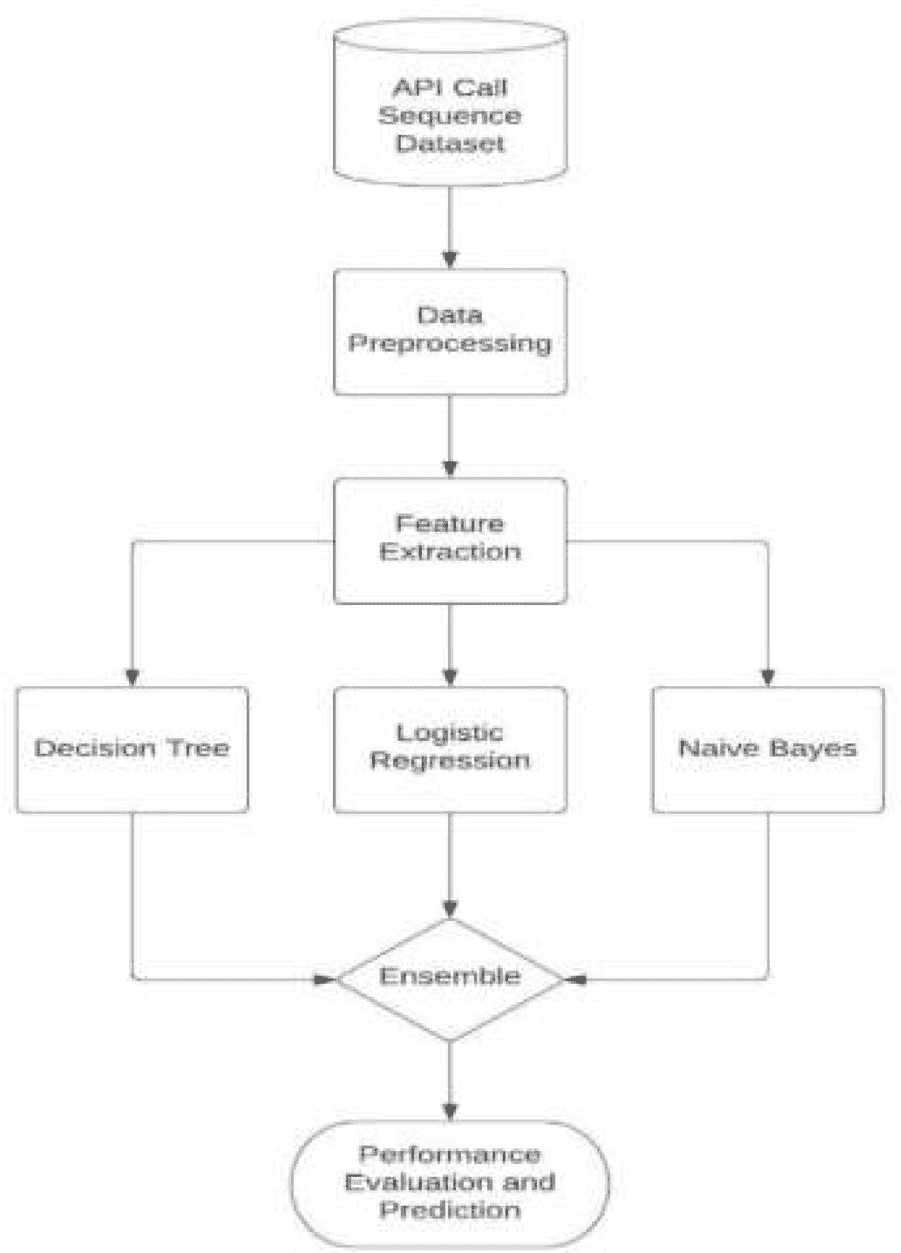 API Call
Sequence
Dataset
Data
Preprocessing
Feature
Extraction
Decision Tree
Logistic
Regression
Naive Bayes
Ensemble
Performance
Evaluation and
Prediction